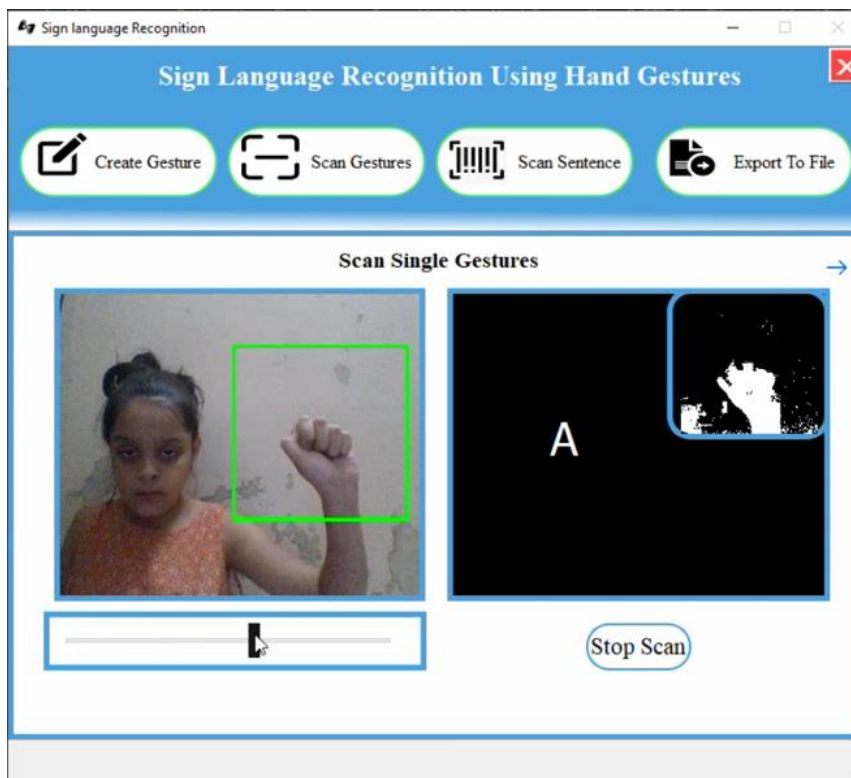 Sign language Recognition
Sign Language Recognition Using Hand Gestures
Create Gesture
Scan Gestures
Scan Sentence
Export To File
Scan Single Gestures
A
Stop Scan